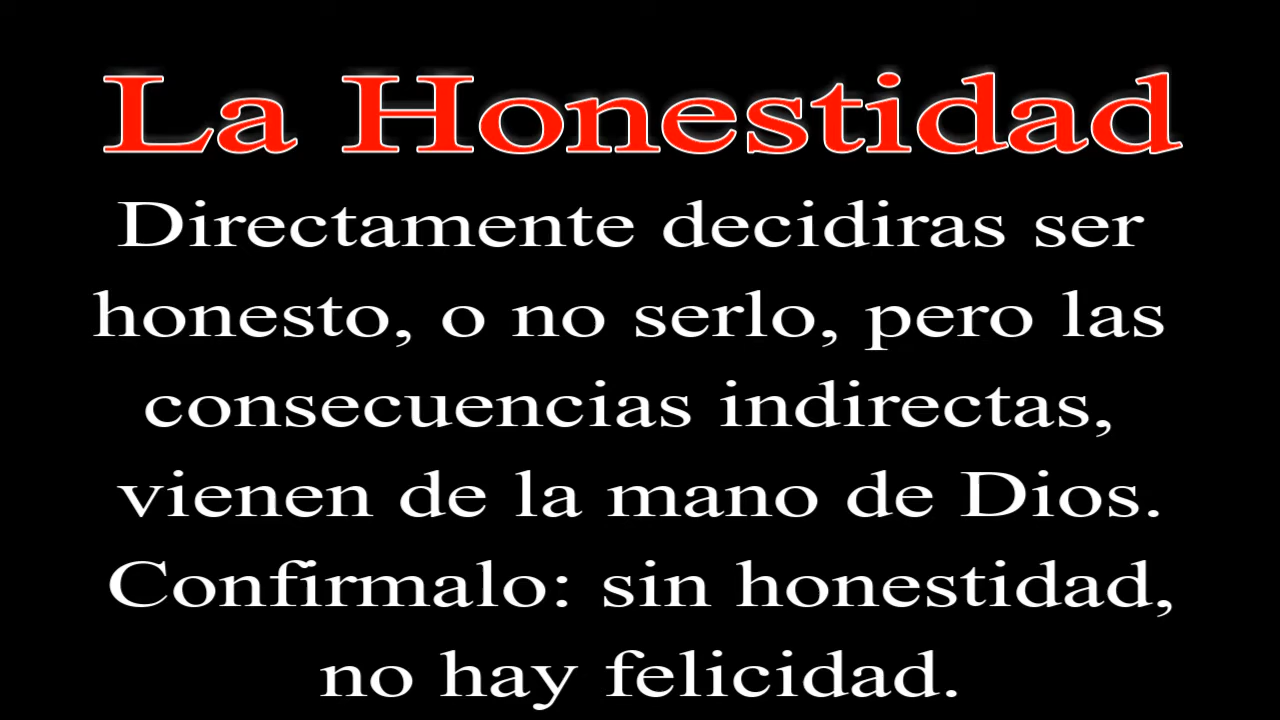 La Honestidad
Directamente decidiras ser
honesto, o no serlo, pero las
consecuencias indirectas,
vienen de la mano de Dios.
Confirmalo: sin honestidad,
no hay felicidad.